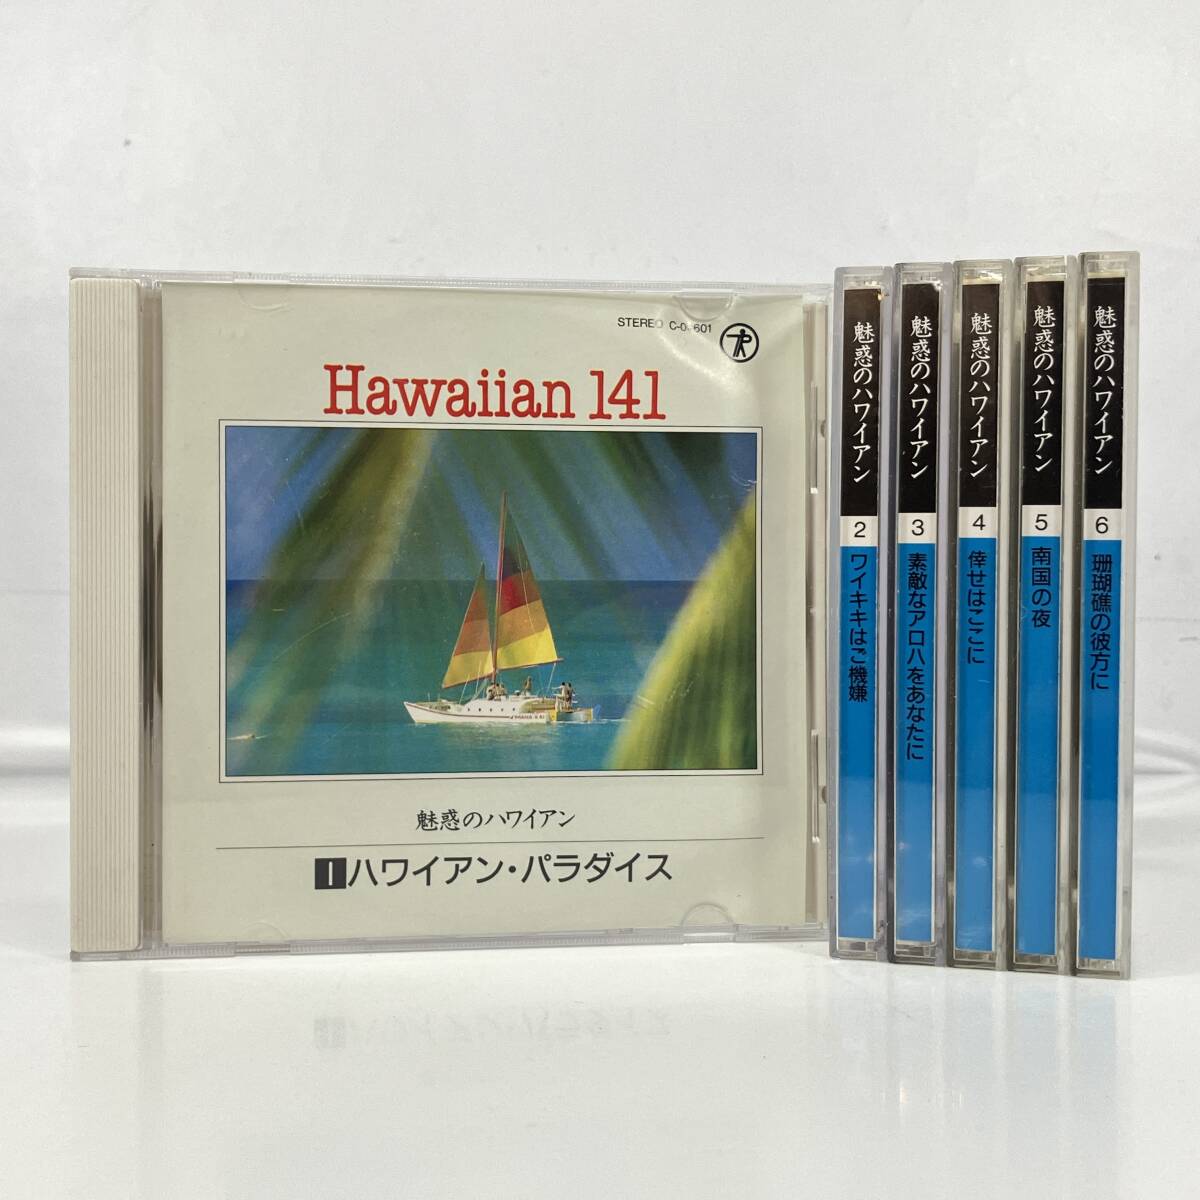 STEREO
Hawaiian 141
魅惑のハワイアン
1 ハワイアン・パラダイス
魅惑のハワイアン 2 ワイキキはご機嫌
魅惑のハワイアン 3 素敵なアロハをあなたに
魅惑のハワイアン 4 倖せはここに
魅惑のハワイアン 5 南国の夜
魅惑のハワイアン 6 珊瑚礁の彼方に